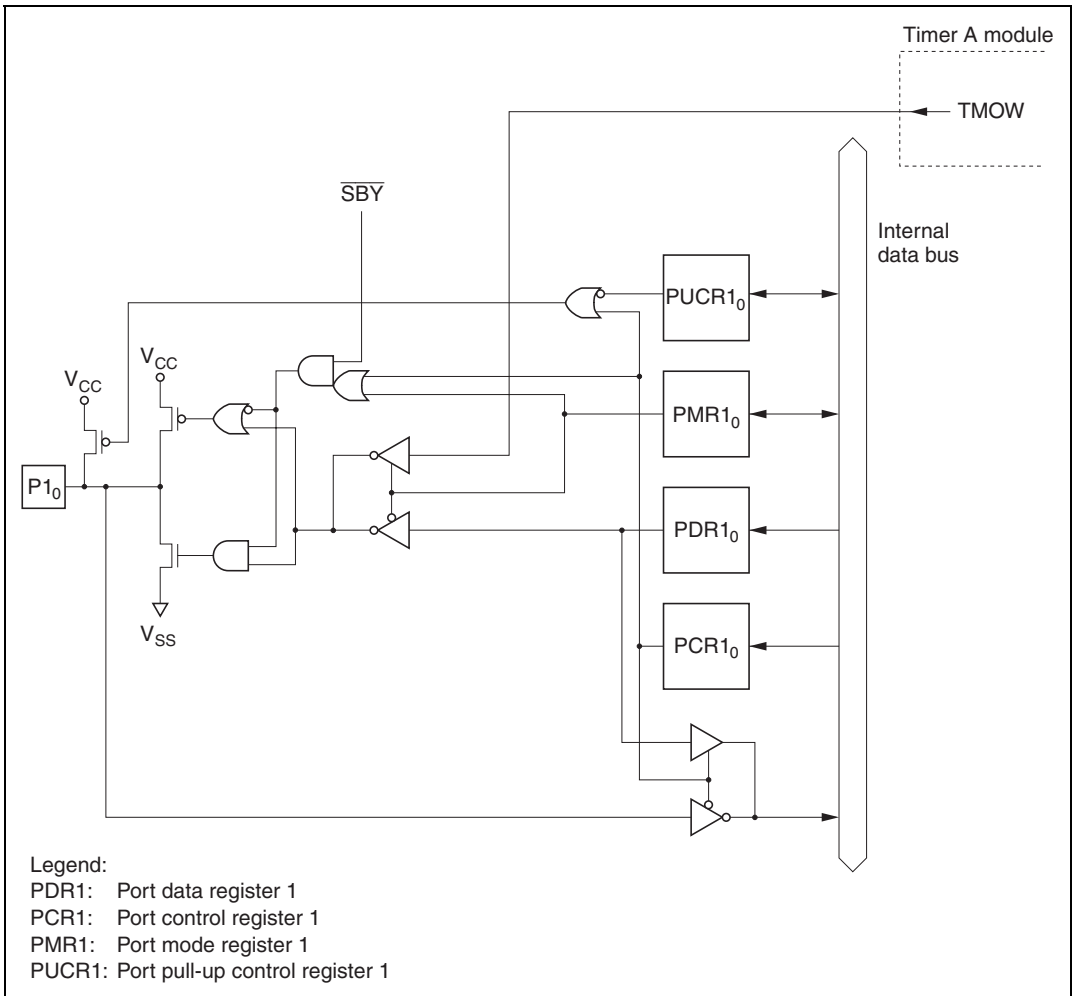 Timer A module
TMOW
SBY
Internal
data bus
PUCR1₀
V_CC
V_CC
PMR1₀
P1₀
PDR1₀
V_SS
PCR1₀
Legend:
PDR1: Port data register 1
PCR1: Port control register 1
PMR1: Port mode register 1
PUCR1: Port pull-up control register 1